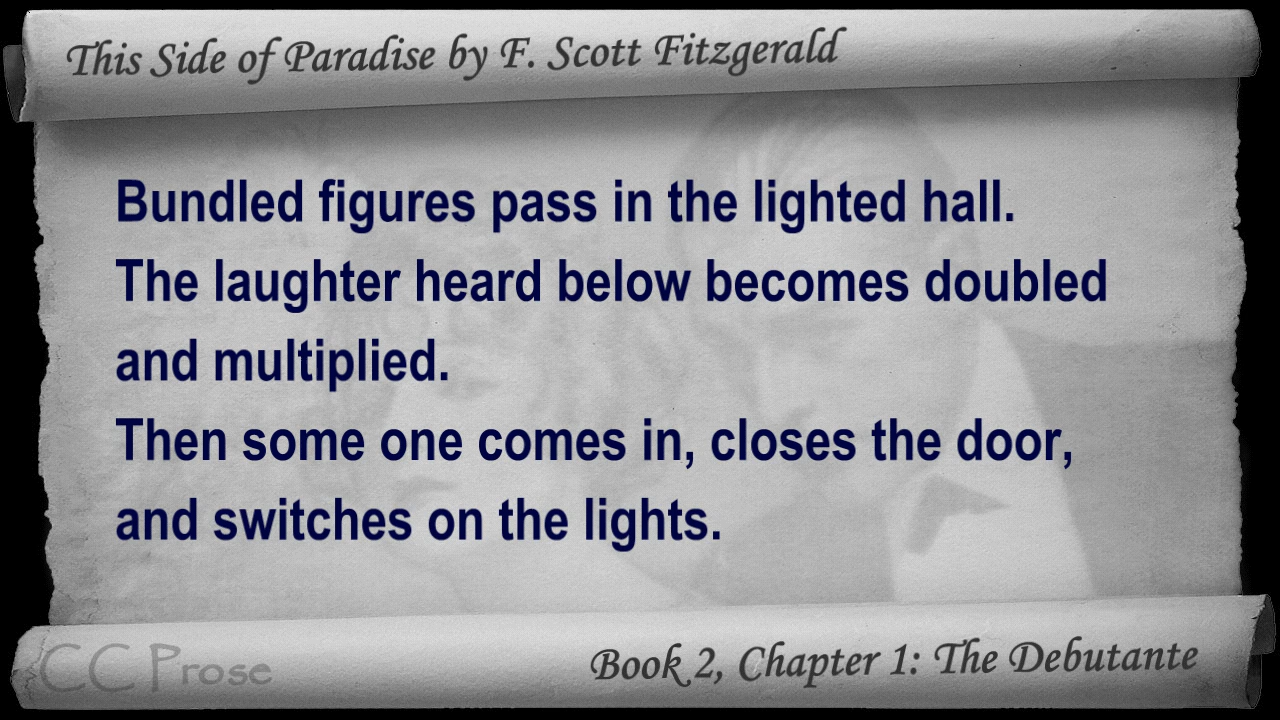 This Side of Paradise by F. Scott Fitzgerald
Bundled figures pass in the lighted hall.
The laughter heard below becomes doubled
and multiplied.
Then some one comes in, closes the door,
and switches on the lights.
CC Prose
Book 2, Chapter 1: The Debutante